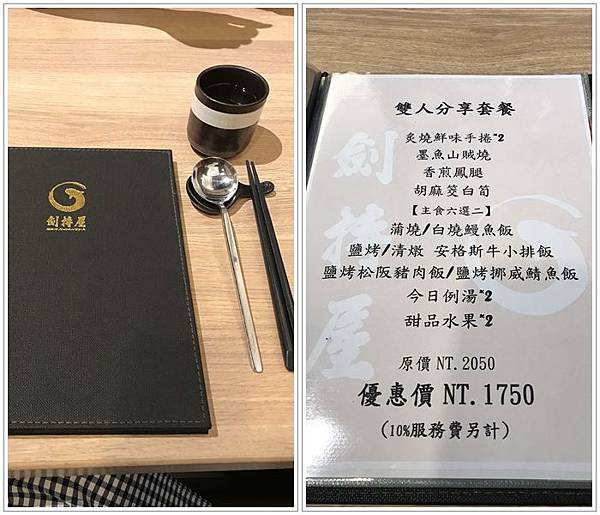 劍持屋
雙人分享套餐
炙燒鮮味手捲*2
墨魚山賊燒
香煎鳳腿
胡麻筊白筍
【主食六選二】
蒲燒/白燒鰻魚飯
鹽烤/清燉 安格斯牛小排飯
鹽烤松阪豬肉飯/鹽烤挪威鯖魚飯
今日例湯*2
甜品水果*2
原價 NT. 2050
優惠價 NT. 1750
(10%服務費另計)
劍持屋